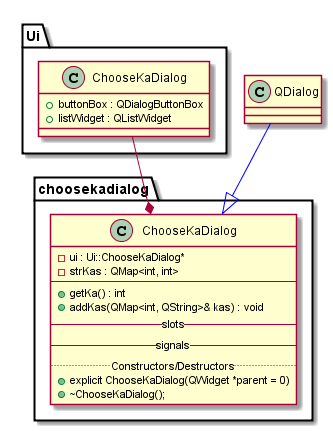 Ui
C ChooseKaDialog
buttonBox : QDialogButtonBox
listWidget : QListWidget
C QDialog
choosekadialog
C ChooseKaDialog
ui : Ui::ChooseKaDialog*
strKas : QMap<int, int>
getKa() : int
addKas(QMap<int, QString>& kas) : void
slots
signals
Constructors/Destructors
explicit ChooseKaDialog(QWidget *parent = 0)
~ChooseKaDialog();